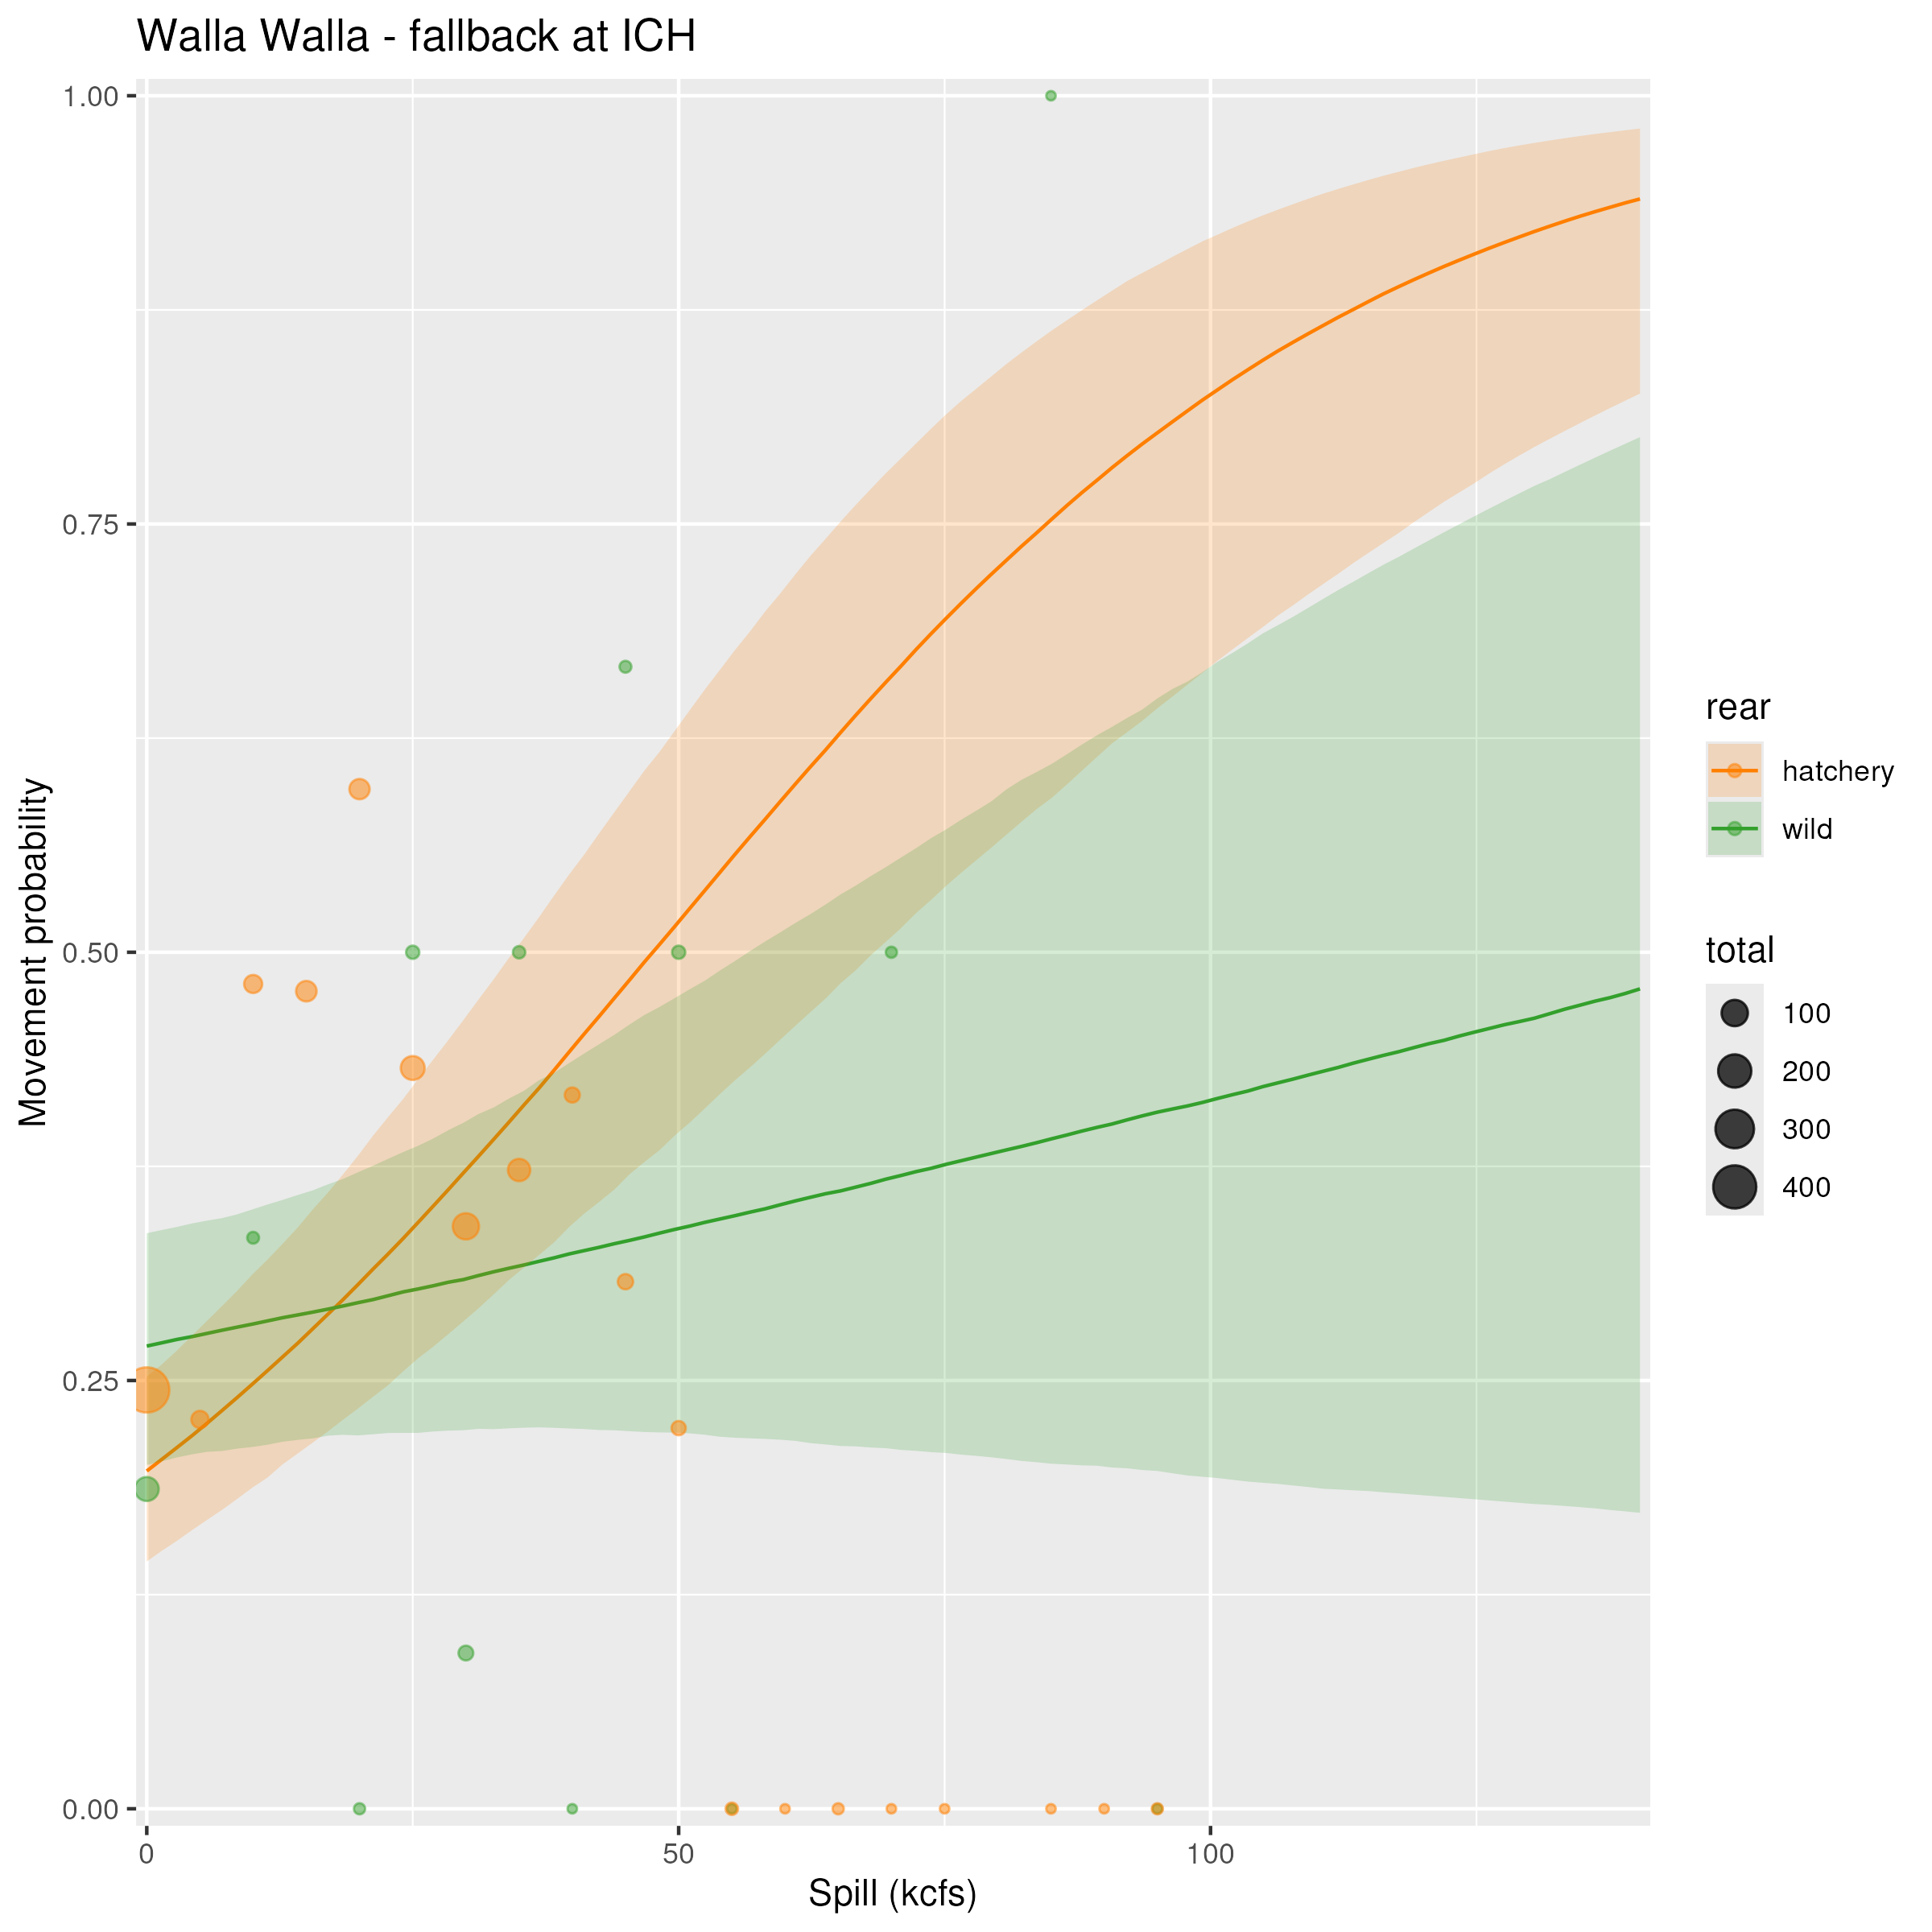 Walla Walla - fallback at ICH
Movement probability
1.00
0.75
0.50
0.25
0.00
0
50
100
Spill (kcfs)
rear
hatchery
wild
total
100
200
300
400